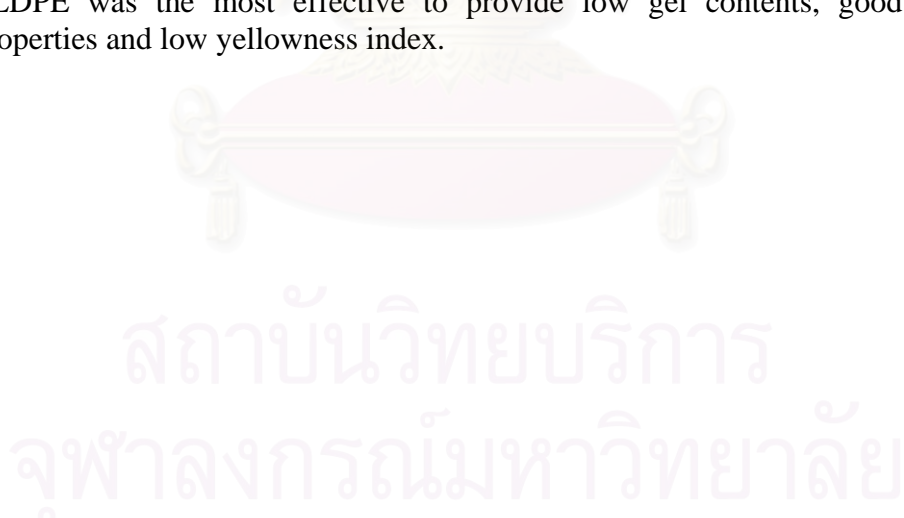 LDPE was the most effective to provide low gel contents, good
operties and low yellowness index.
สถาบันวิทยบริการ
จุฬาลงกรณ์มหาวิทยาลัย